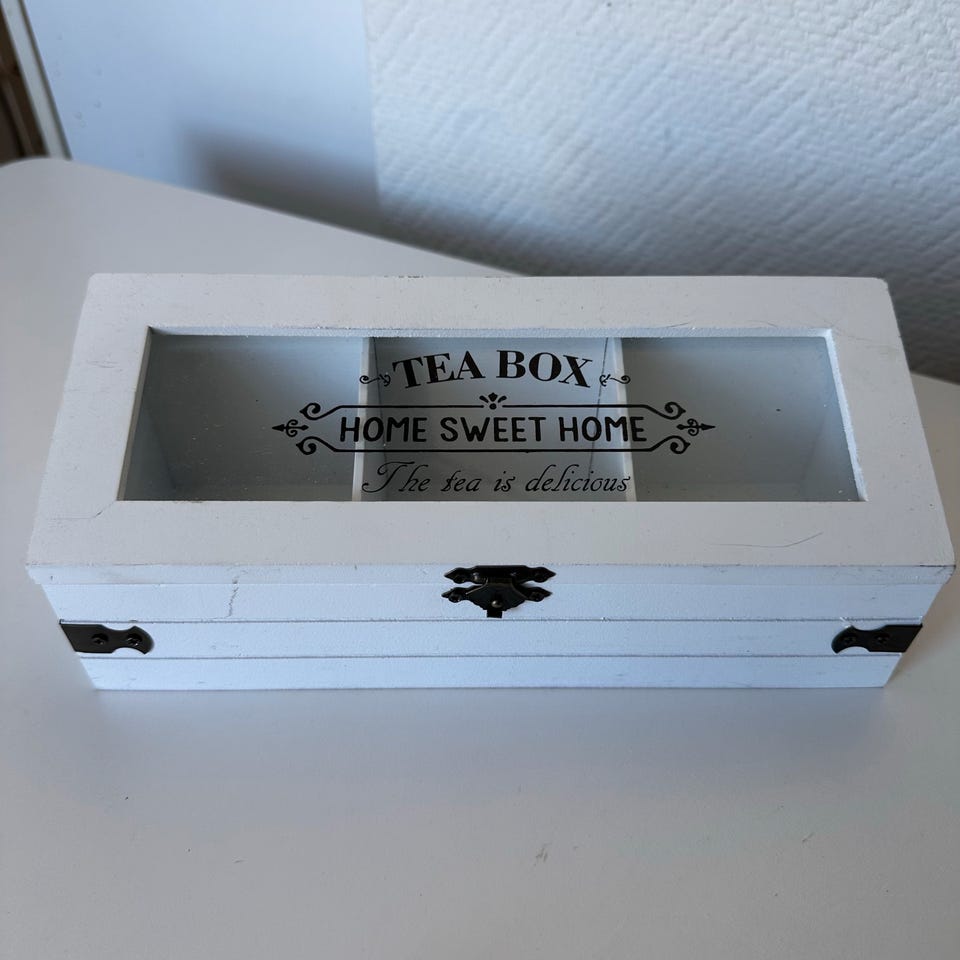 TEA BOX
HOME SWEET HOME
The tea is delicious